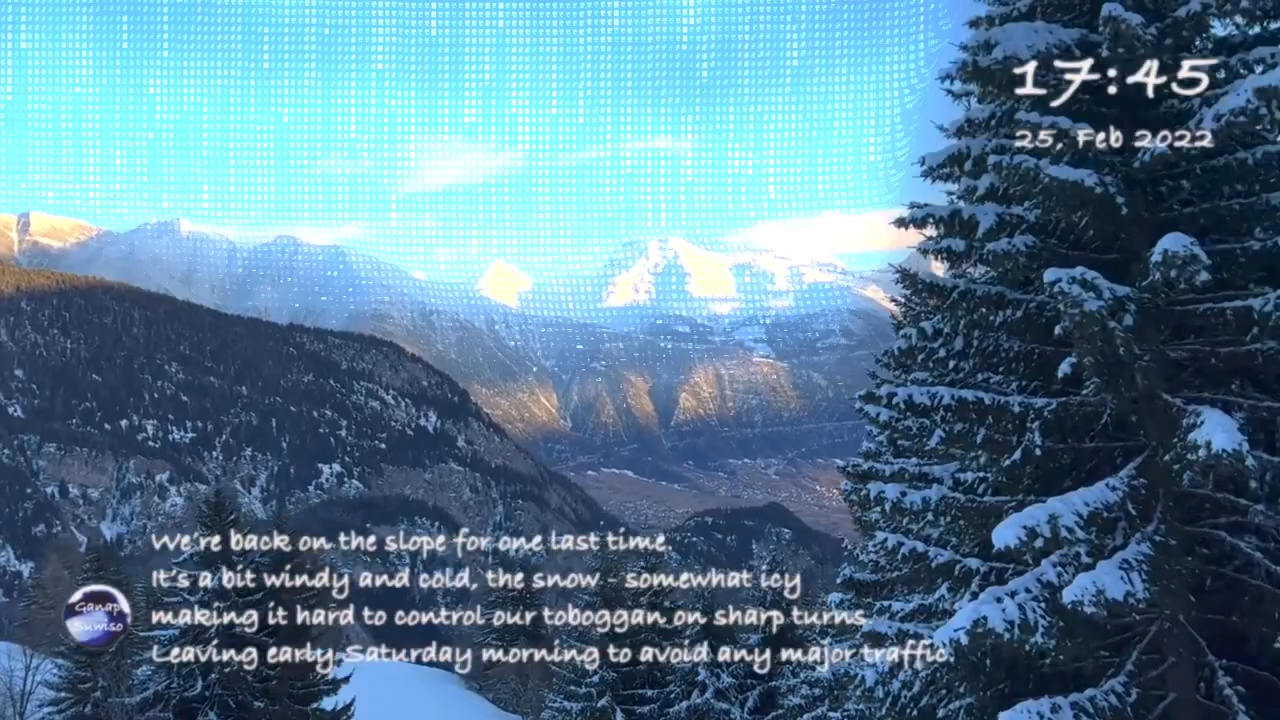 17:45
25, Feb 2022
We're back on the slope for one last time.
It's a bit windy and cold, the snow - somewhat icy
making it hard to control our toboggan on sharp turns.
Leaving early Saturday morning to avoid any major traffic.
Ganap
Suwiso